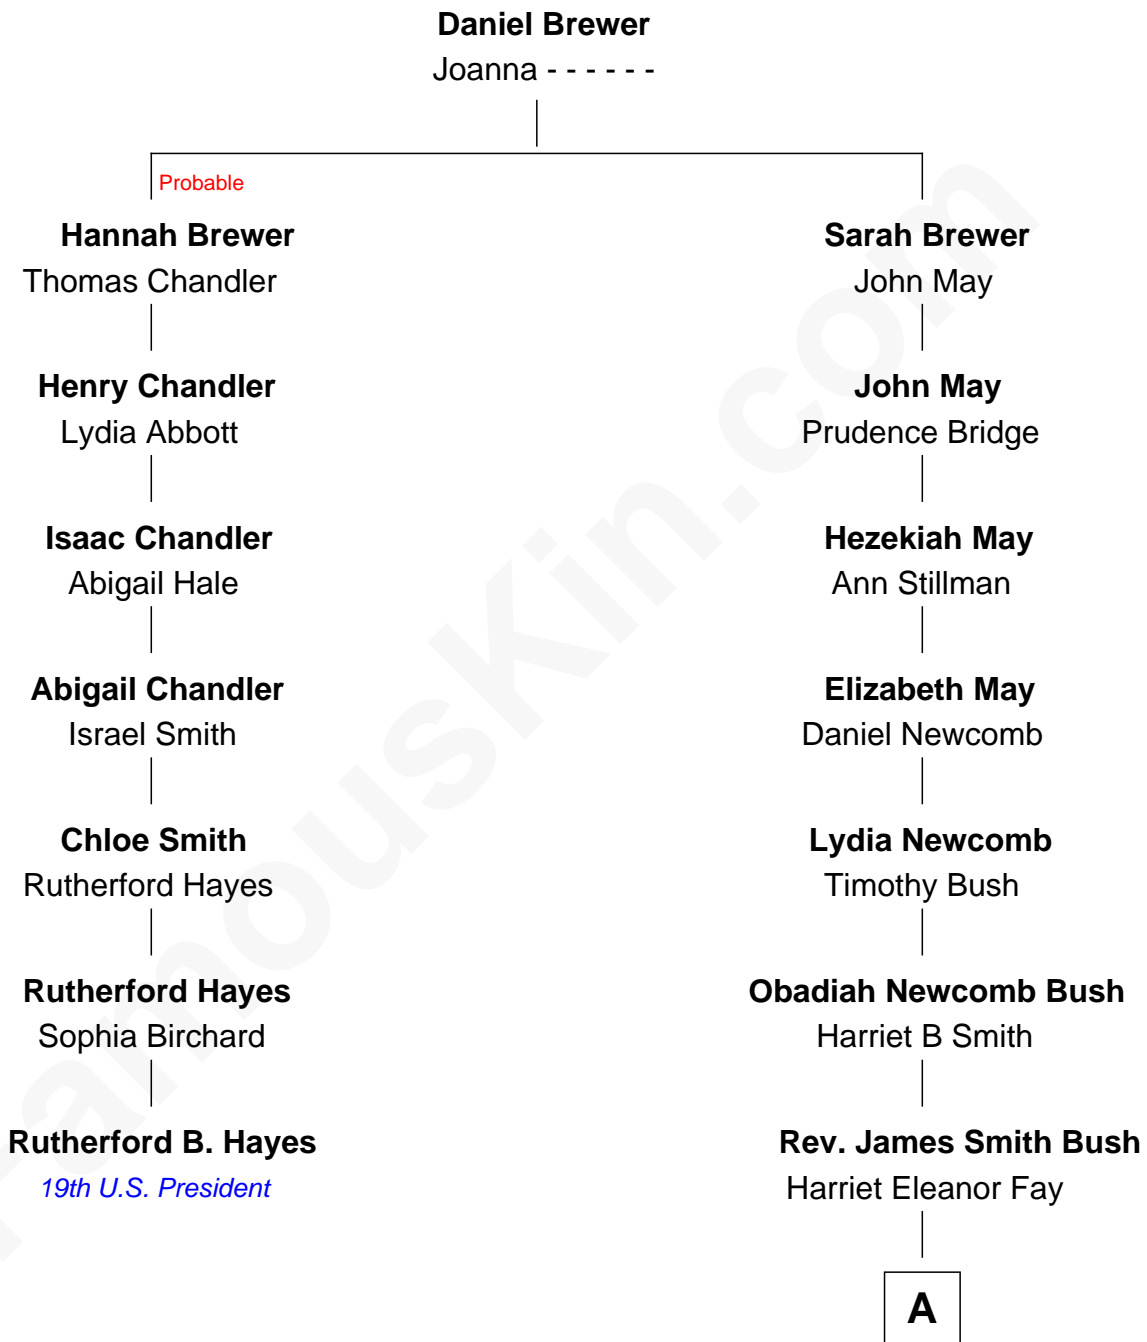 Daniel Brewer
Joanna - - - - - -
Probable
Hannah Brewer
Thomas Chandler
Henry Chandler
Lydia Abbott
Isaac Chandler
Abigail Hale
Abigail Chandler
Israel Smith
Chloe Smith
Rutherford Hayes
Rutherford Hayes
Sophia Birchard
Rutherford B. Hayes
19th U.S. President
Sarah Brewer
John May
John May
Prudence Bridge
Hezekiah May
Ann Stillman
Elizabeth May
Daniel Newcomb
Lydia Newcomb
Timothy Bush
Obadiah Newcomb Bush
Harriet B Smith
Rev. James Smith Bush
Harriet Eleanor Fay
A
FamousKin.com